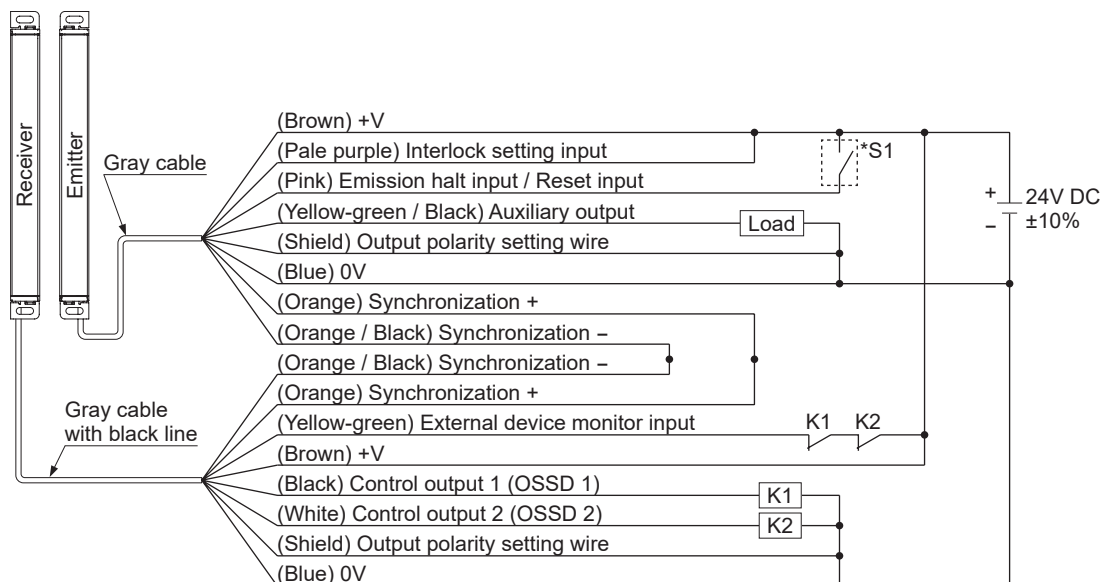 Receiver
Emitter
Gray cable
(Brown) +V
(Pale purple) Interlock setting input
(Pink) Emission halt input / Reset input
(Yellow-green / Black) Auxiliary output
(Shield) Output polarity setting wire
(Blue) 0V
(Orange) Synchronization +
(Orange / Black) Synchronization –
*S1
Load
+
–
24V DC
±10%
Gray cable
with black line
(Orange / Black) Synchronization –
(Orange) Synchronization +
(Yellow-green) External device monitor input
K1
K2
(Brown) +V
(Black) Control output 1 (OSSD 1)
K1
(White) Control output 2 (OSSD 2)
K2
(Shield) Output polarity setting wire
(Blue) 0V